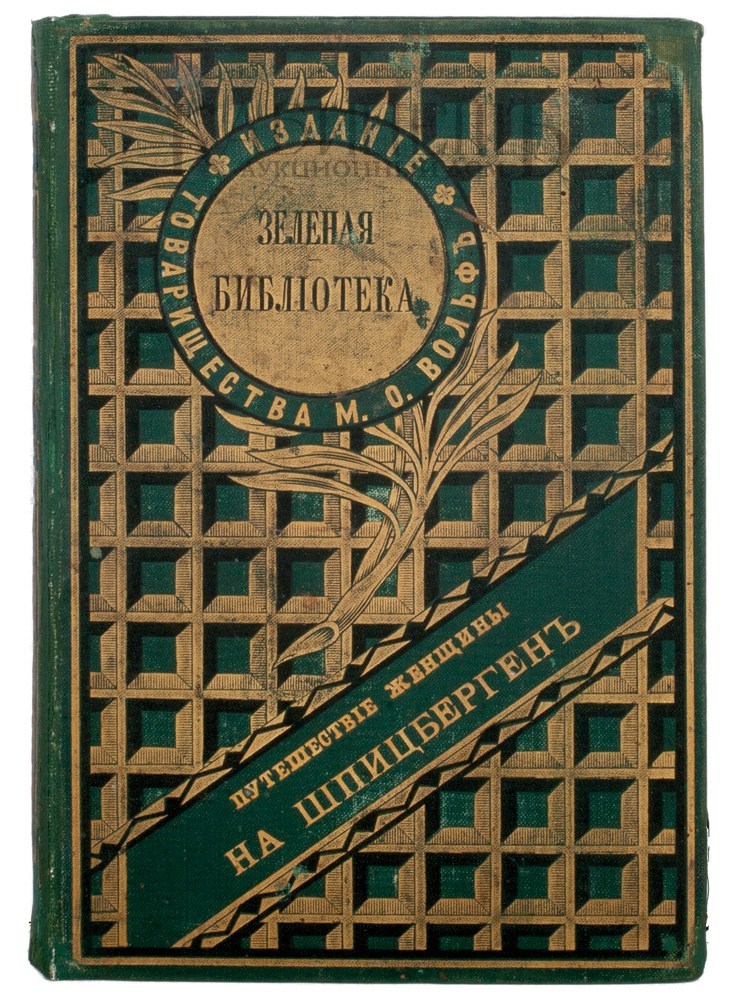 ИЗДАНІЕ
ТОВАРИЩЕСТВА М. О. ВОЛЬФЪ
ЗЕЛЕНАЯ
БИБЛІОТЕКА
ПУТЕШЕСТВІЕ ЖЕНЩИНЫ
НА ШПИЦБЕРГЕНЪ